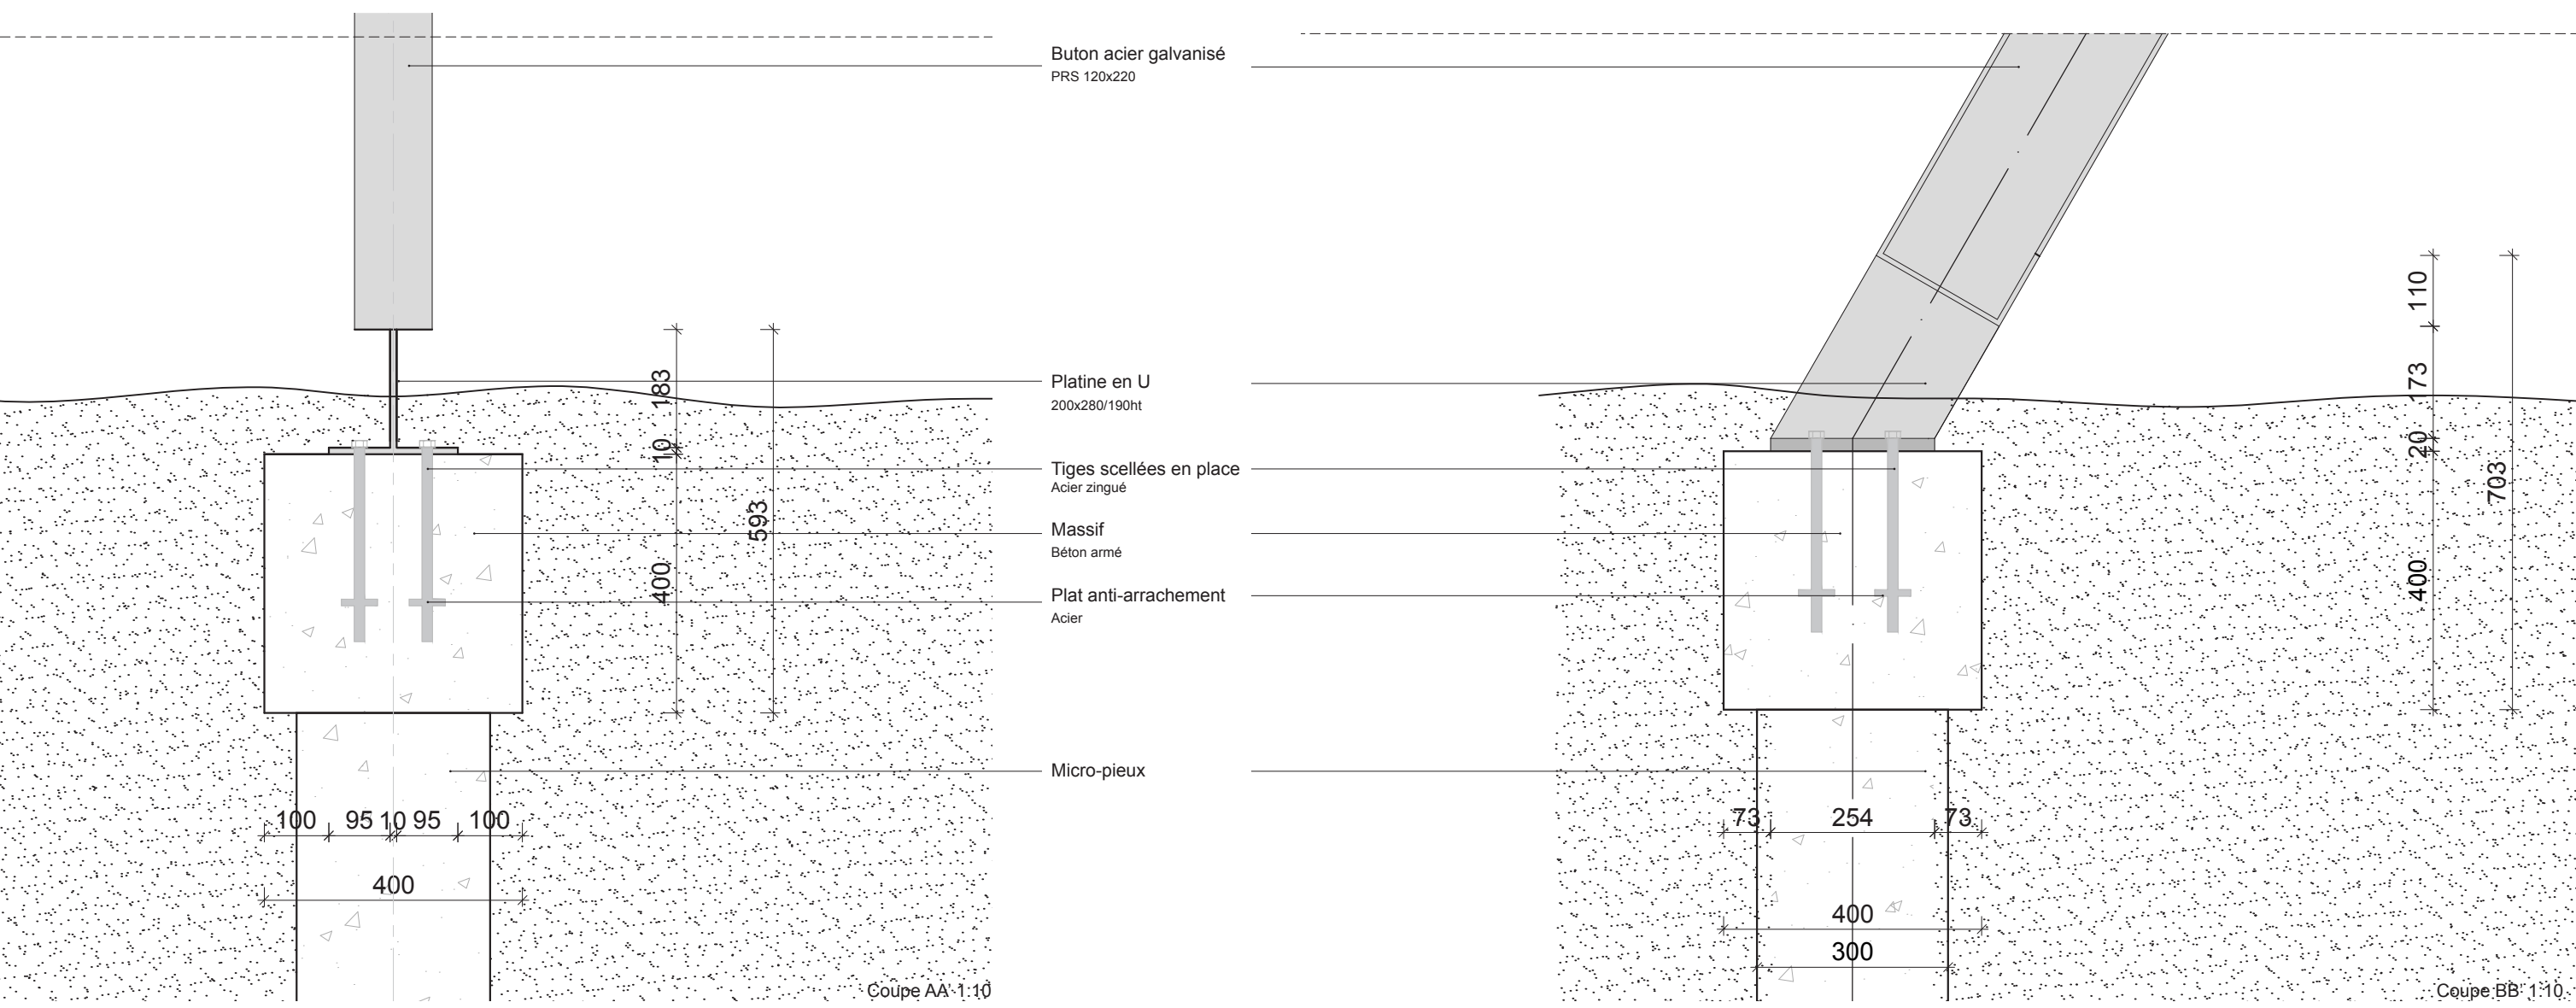 Buton acier galvanisé
PRS 120x220
Platine en U
200x280/190ht
Tiges scellées en place
Acier zingué
Massif
Béton armé
Plat anti-arrachement
Acier
Micro-pieux
183
10
400
593
100 95 10 95 100
400
Coupe AA' 1:10
110
173
20
400
703
73 254 73
400
300
Coupe BB' 1:10